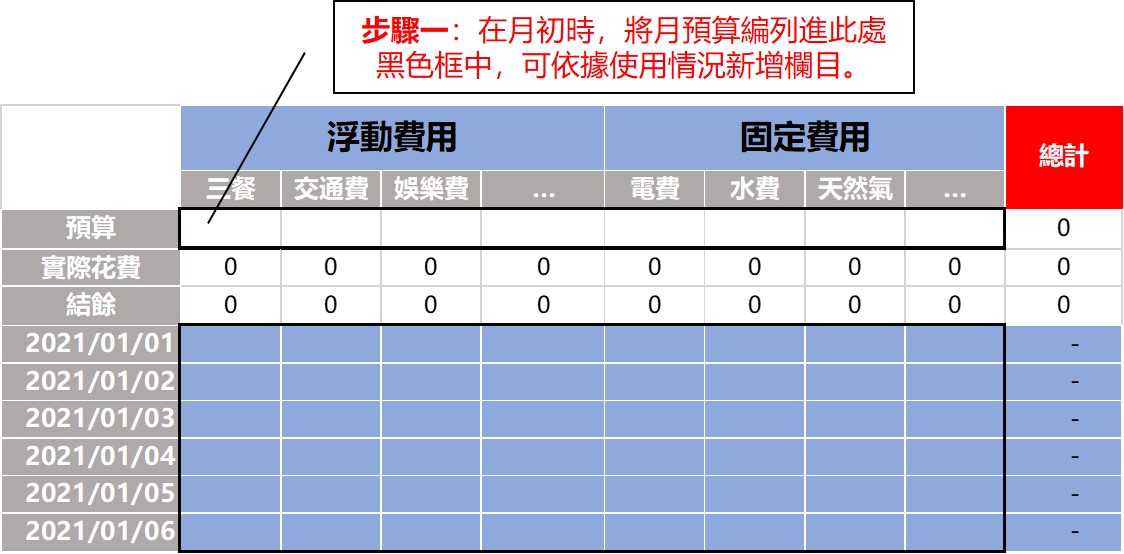 步驟一：在月初時，將月預算編列進此處
黑色框中，可依據使用情況新增欄目。
浮動費用 固定費用 總計
三餐 交通費 娛樂費 ... 電費 水費 天然氣 ...
預算 0
實際花費 0 0 0 0 0 0 0 0 0
結餘 0 0 0 0 0 0 0 0 0
2021/01/01 -
2021/01/02 -
2021/01/03 -
2021/01/04 -
2021/01/05 -
2021/01/06 -